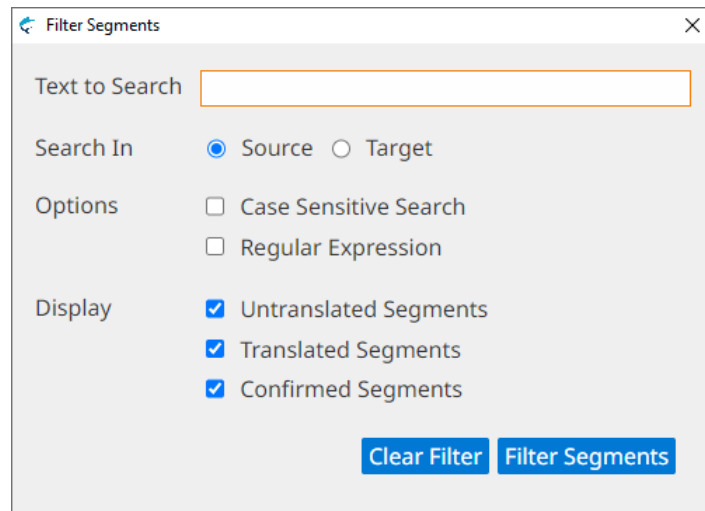 Filter Segments
Text to Search
Search In Source Target
Options Case Sensitive Search
Regular Expression
Display Untranslated Segments
Translated Segments
Confirmed Segments
Clear Filter Filter Segments